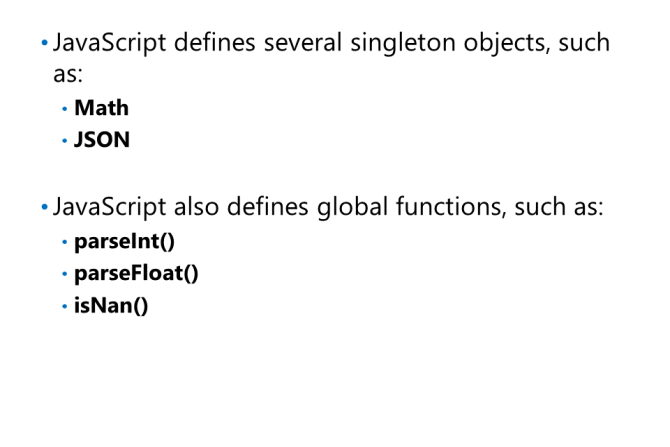 • JavaScript defines several singleton objects, such
as:
• Math
• JSON
• JavaScript also defines global functions, such as:
• parseInt()
• parseFloat()
• isNan()